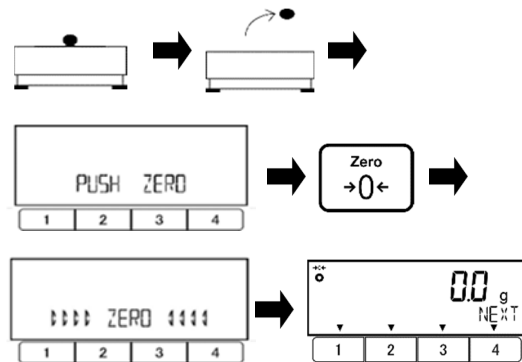 PUSH ZERO
1 2 3 4
Zero
→0←
ZERO
1 2 3 4
→0←
0.0 g
NEXT
1 2 3 4